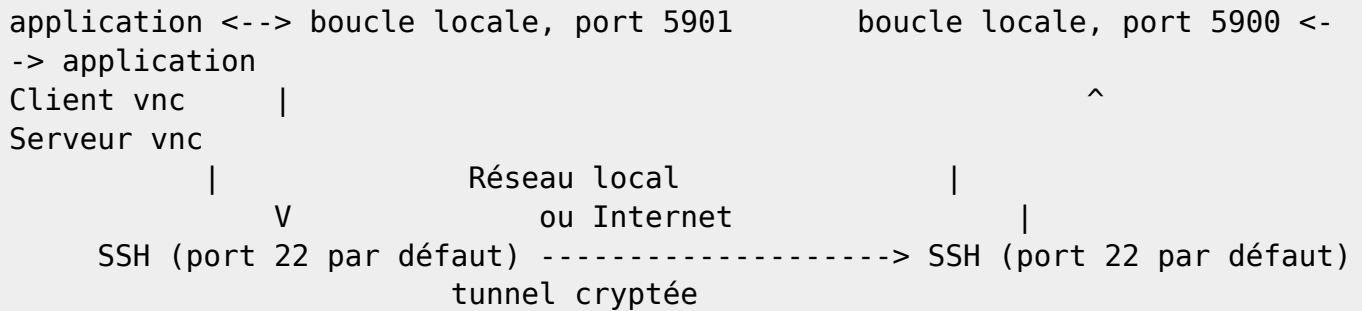 application <--> boucle locale, port 5901        boucle locale, port 5900 <-
-> application
Client vnc     |                                              ^
Serveur vnc
           |              Réseau local               |
               V              ou Internet                |
     SSH (port 22 par défaut) --------------------> SSH (port 22 par défaut)
                         tunnel cryptée